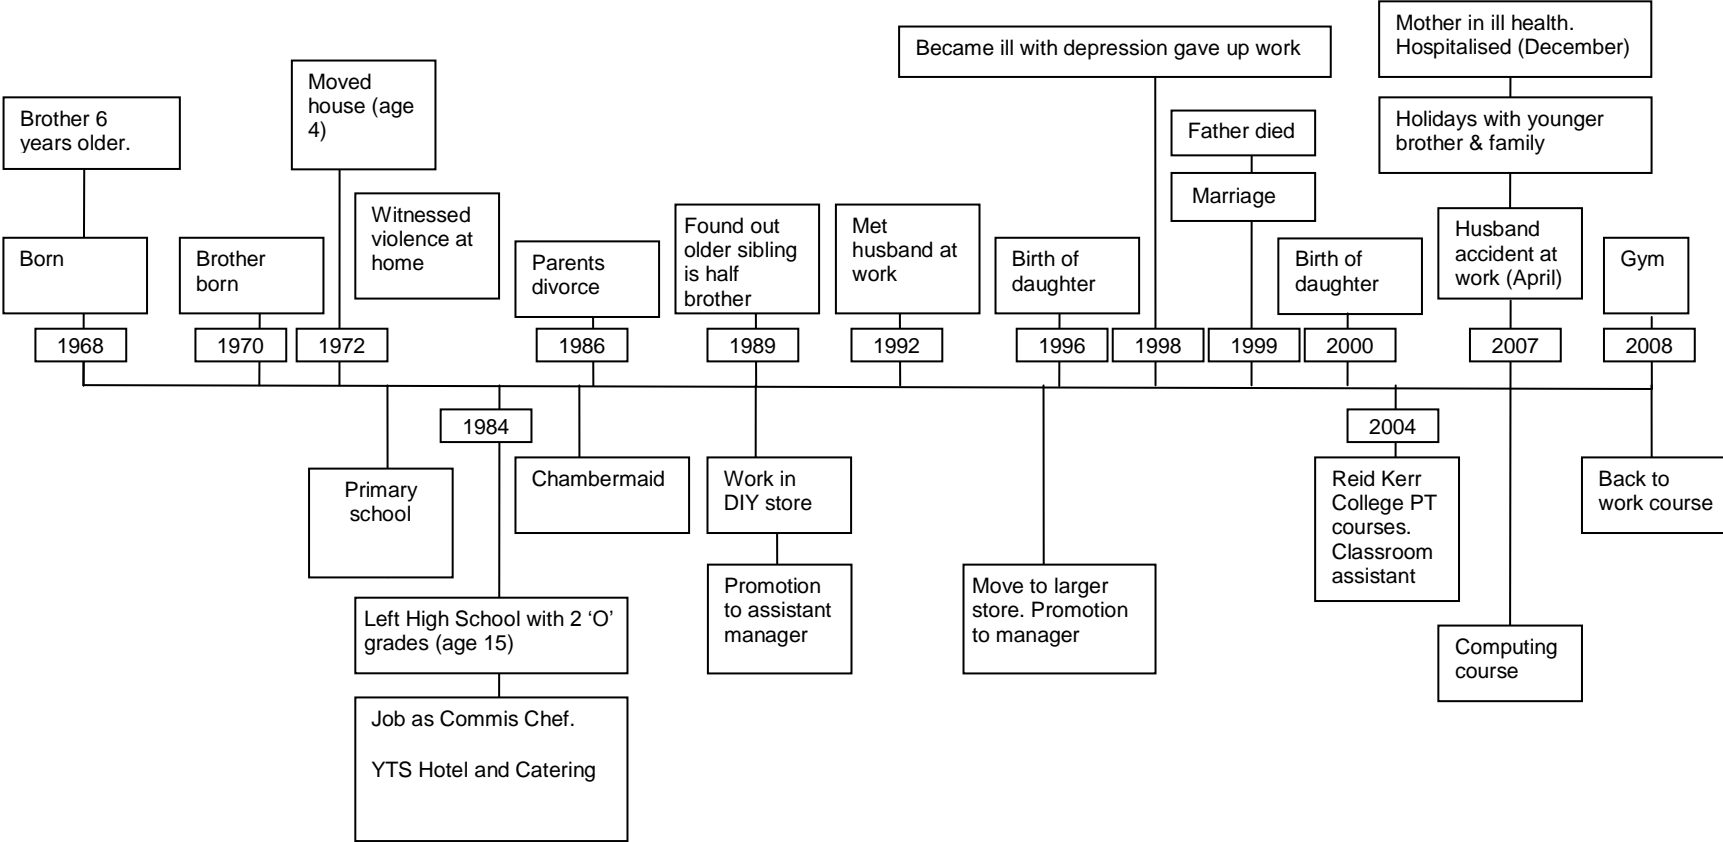 Mother in ill health.
Hospitalised (December)
Became ill with depression gave up work
Moved
house (age
4)
Brother 6
years older.
Holidays with younger
brother & family
Father died
Marriage
Witnessed
violence at
home
Found out
older sibling
is half
brother
Met
husband at
work
Husband
accident at
work (April)
Born
Brother
born
Parents
divorce
Birth of
daughter
Birth of
daughter
Gym
1968
1970
1972
1986
1989
1992
1996
1998
1999
2000
2007
2008
1984
2004
Primary
school
Chambermaid
Work in
DIY store
Reid Kerr
College PT
courses.
Classroom
assistant
Back to
work course
Promotion
to assistant
manager
Move to larger
store. Promotion
to manager
Left High School with 2 ‘O’
grades (age 15)
Computing
course
Job as Commis Chef.
YTS Hotel and Catering